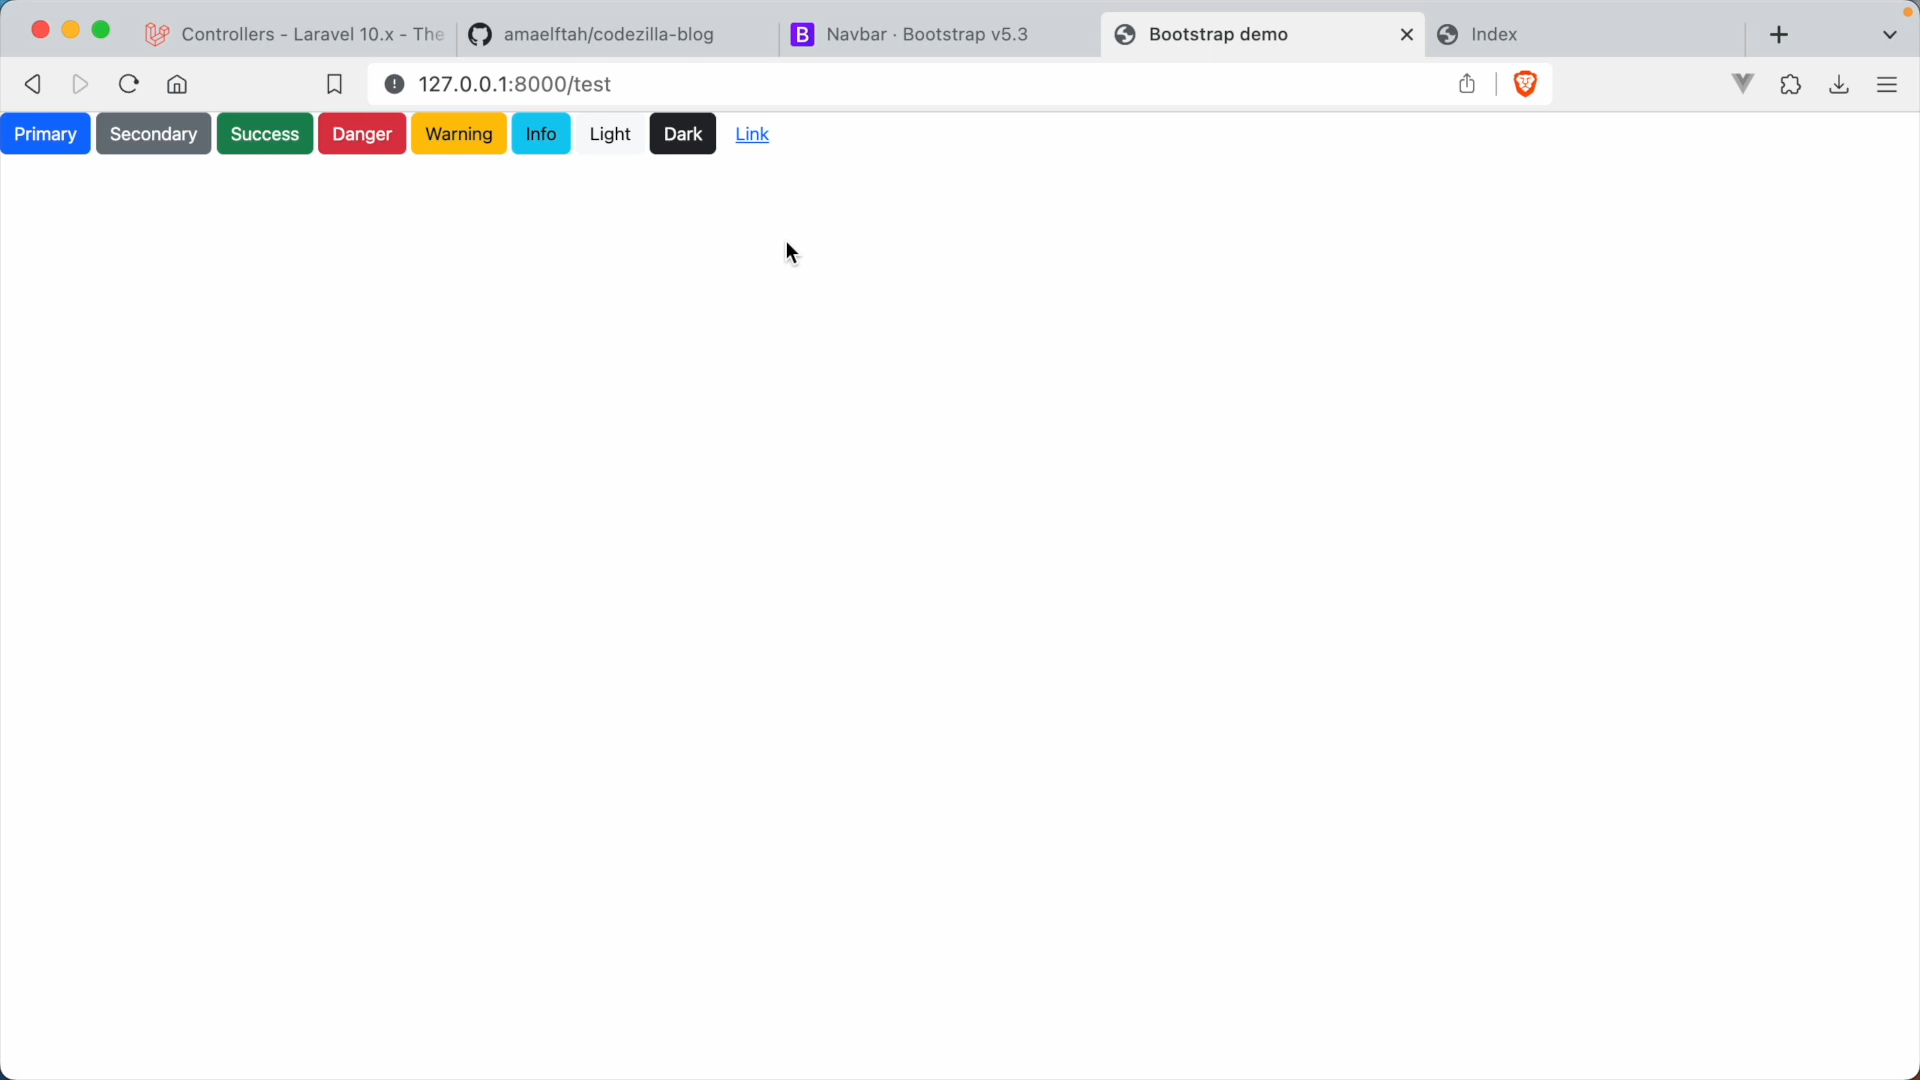 Controllers - Laravel 10.x - The
amaelftah/codezilla-blog
B Navbar · Bootstrap v5.3
Bootstrap demo
Index
127.0.0.1:8000/test
Primary Secondary Success Danger Warning Info Light Dark Link